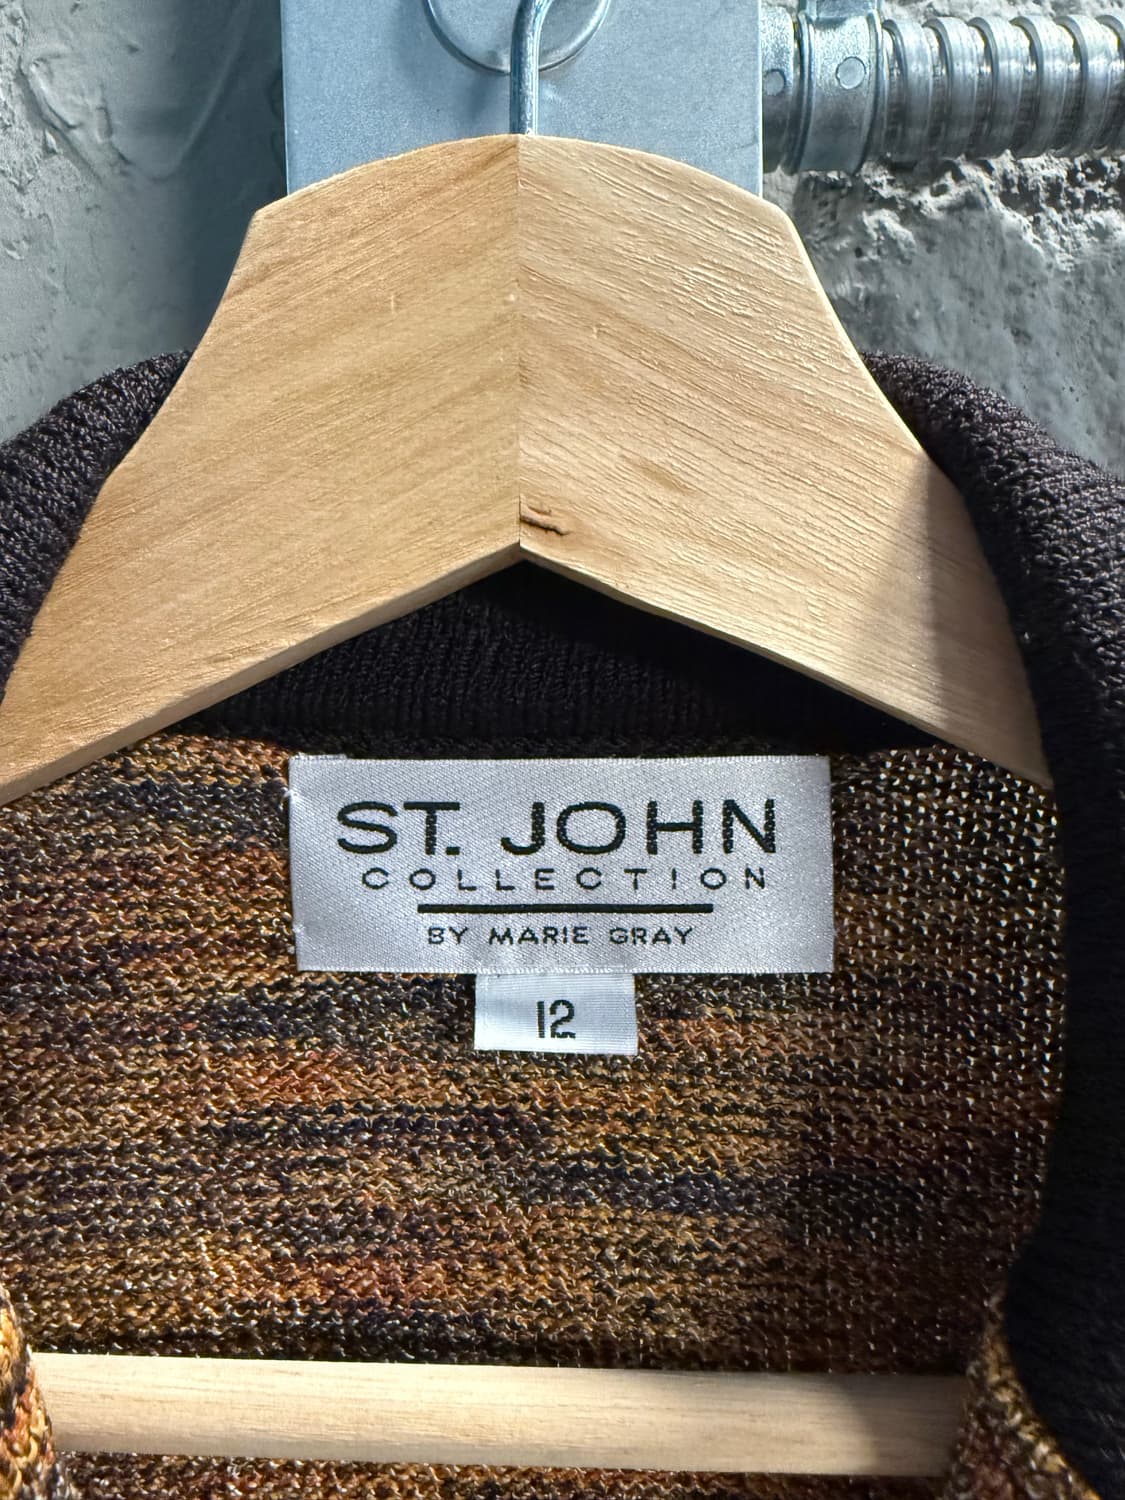 ST. JOHN
COLLECTION
BY MARIE GRAY
12